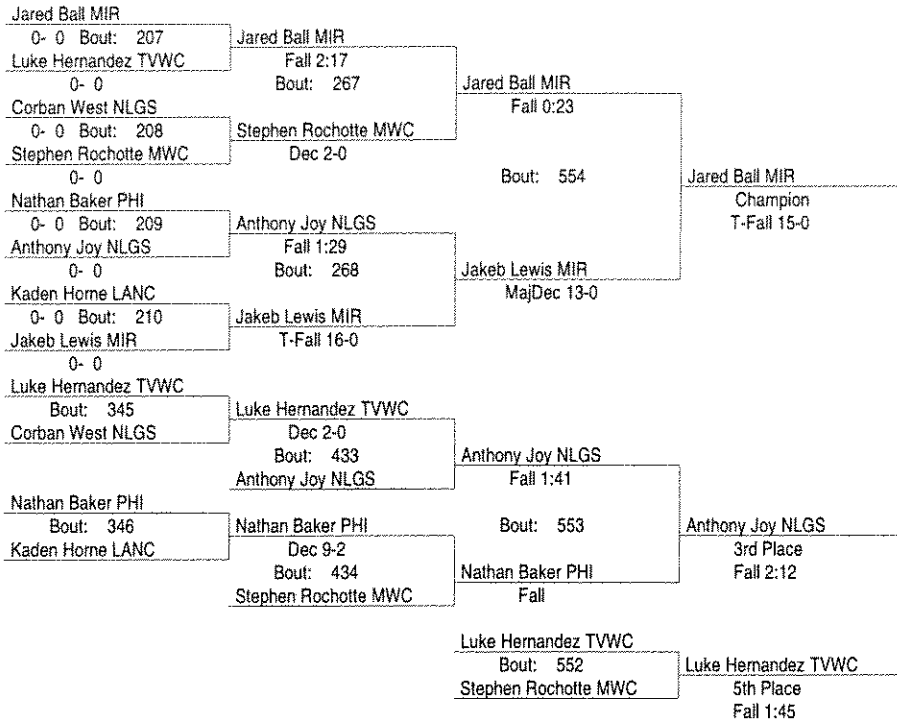 Jared Ball MIR
0- 0 Bout: 207
Luke Hernandez TVWC
0- 0
Corban West NLGS
0- 0 Bout: 208
Stephen Rochotte MWC
0- 0
Nathan Baker PHI
0- 0 Bout: 209
Anthony Joy NLGS
0- 0
Kaden Horne LANC
0- 0 Bout: 210
Jakeb Lewis MIR
0- 0
Jared Ball MIR
Fall 2:17
Bout: 267
Stephen Rochotte MWC
Dec 2-0
Anthony Joy NLGS
Fall 1:29
Bout: 268
Jakeb Lewis MIR
T-Fall 16-0
Jared Ball MIR
Fall 0:23
Bout: 554
Jakeb Lewis MIR
MajDec 13-0
Jared Ball MIR
Champion
T-Fall 15-0
Luke Hernandez TVWC
Bout: 345
Corban West NLGS
Nathan Baker PHI
Bout: 346
Kaden Horne LANC
Luke Hernandez TVWC
Dec 2-0
Bout: 433
Anthony Joy NLGS
Nathan Baker PHI
Dec 9-2
Bout: 434
Stephen Rochotte MWC
Anthony Joy NLGS
Fall 1:41
Bout: 553
Nathan Baker PHI
Fall
Anthony Joy NLGS
3rd Place
Fall 2:12
Luke Hernandez TVWC
Bout: 552
Stephen Rochotte MWC
Luke Hernandez TVWC
5th Place
Fall 1:45